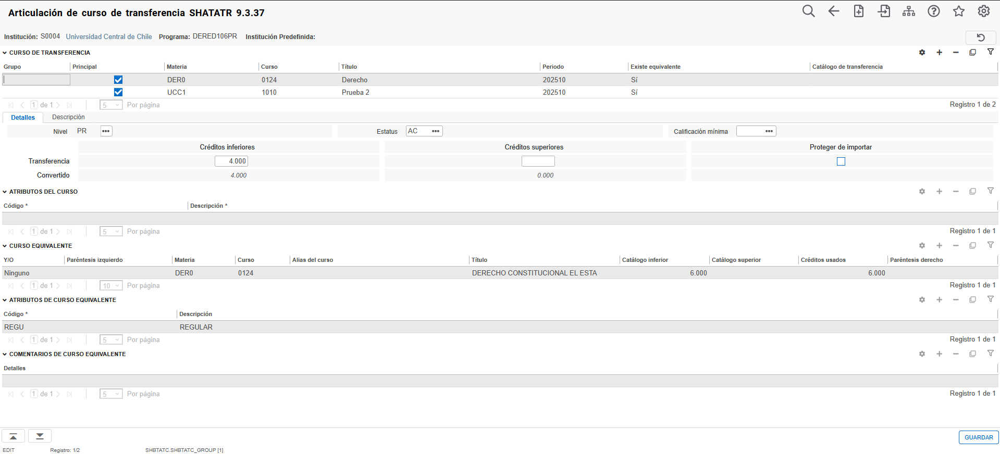 Articulación de curso de transferencia SHATATR 9.3.37
Institución: S0004 Universidad Central de Chile Programa: DERED106PR Institución Predefinida:
CURSO DE TRANSFERENCIA
Grupo Principal Materia Curso Título Periodo Existe equivalente Catálogo de transferencia
DER0 0124 Derecho 202510 Sí
UCC1 1010 Prueba 2 202510 Sí
1 de 1 5 Por página Registro 1 de 2
Detalles Descripción
Nivel PR Estatus AC Calificación mínima
Créditos inferiores Créditos superiores Proteger de importar
Transferencia 4.000
Convertido 4.000 0.000
ATRIBUTOS DEL CURSO
Código * Descripción *
1 de 1 5 Por página Registro 1 de 1
CURSO EQUIVALENTE
Y/O Paréntesis izquierdo Materia Curso Alias del curso Título Catálogo inferior Catálogo superior Créditos usados Paréntesis derecho
Ninguno DER0 0124 DERECHO CONSTITUCIONAL EL ESTA 6.000 6.000
1 de 1 10 Por página Registro 1 de 1
ATRIBUTOS DE CURSO EQUIVALENTE
Código * Descripción
REGU REGULAR
1 de 1 5 Por página Registro 1 de 1
COMENTARIOS DE CURSO EQUIVALENTE
Detalles
1 de 1 5 Por página Registro 1 de 1
GUARDAR
EDIT Registro: 1/2 SHBTATC.SHBTATC_GROUP [1]